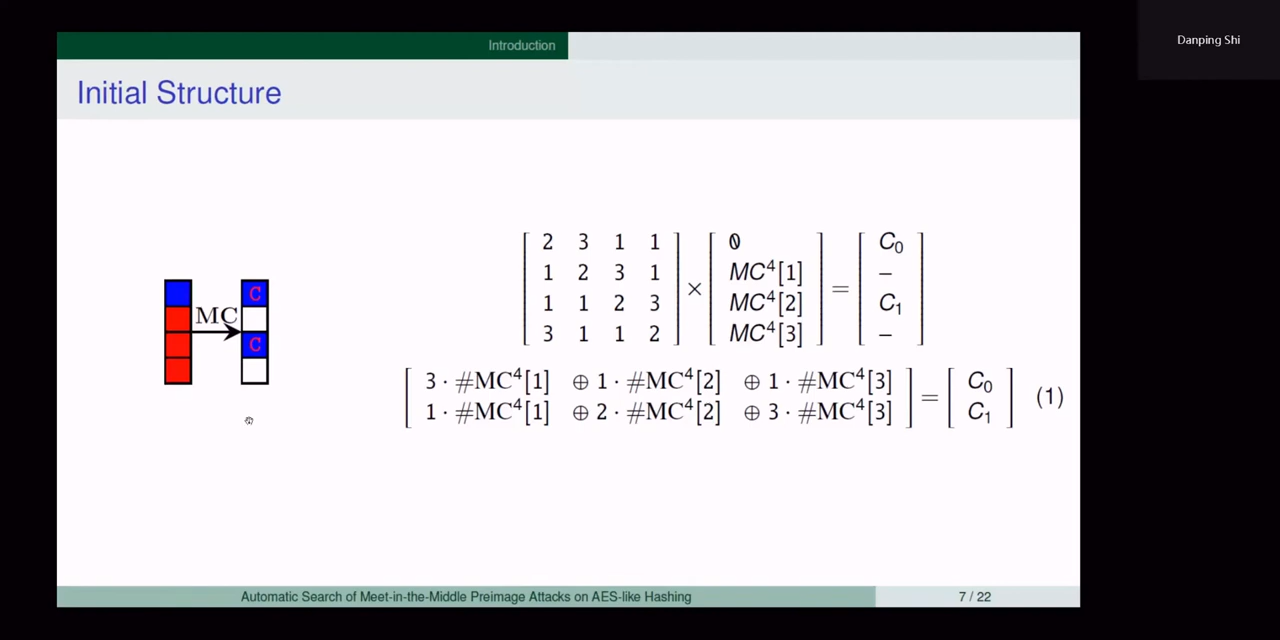 Danping Shi
Introduction
Initial Structure
C
MC
C
[ 2 3 1 1 ] [ 0 ] [ C₀ ]
[ 1 2 3 1 ] [ MC⁴[1] ] [ – ]
× =
[ 1 1 2 3 ] [ MC⁴[2] ] [ C₁ ]
[ 3 1 1 2 ] [ MC⁴[3] ] [ – ]
[ 3 · #MC⁴[1] ⊕ 1 · #MC⁴[2] ⊕ 1 · #MC⁴[3] ] [ C₀ ]
= (1)
[ 1 · #MC⁴[1] ⊕ 2 · #MC⁴[2] ⊕ 3 · #MC⁴[3] ] [ C₁ ]
Automatic Search of Meet-in-the-Middle Preimage Attacks on AES-like Hashing
7 / 22